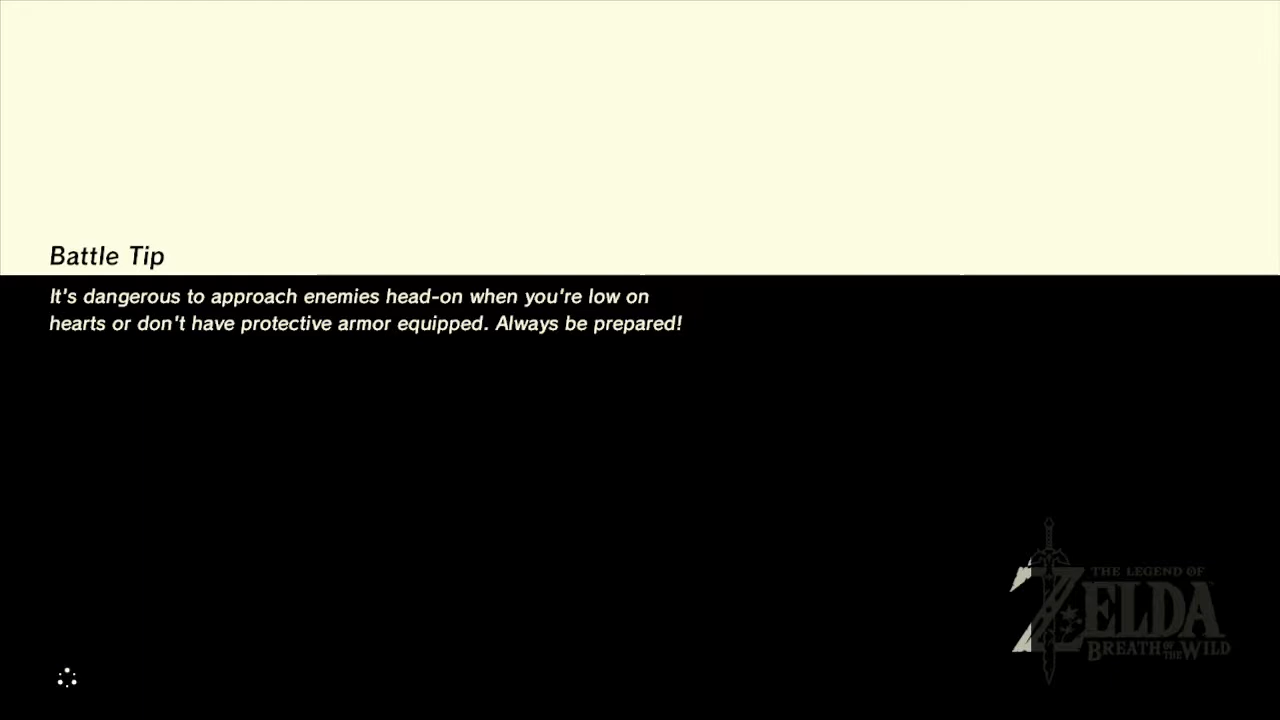 Battle Tip
It's dangerous to approach enemies head-on when you're low on
hearts or don't have protective armor equipped. Always be prepared!
THE LEGEND OF
ZELDA
BREATH OF THE WILD